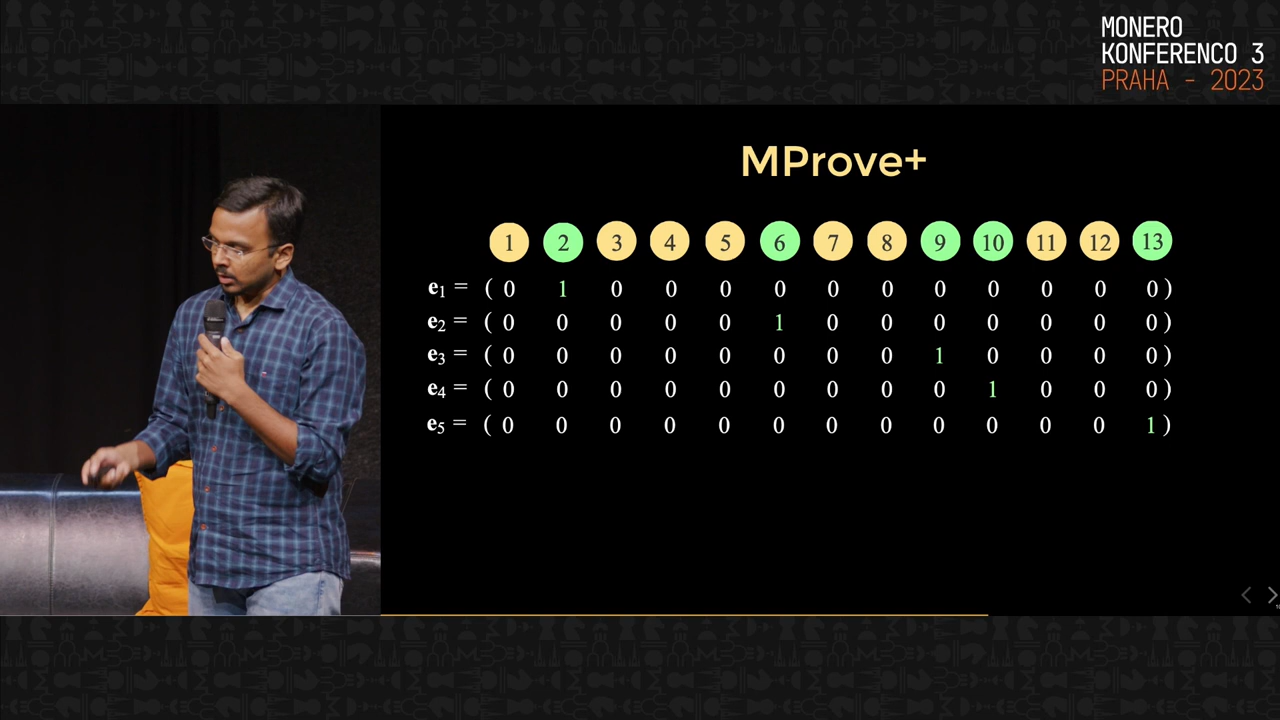 MONERO
KONFERENCO 3
PRAHA - 2023
MProve+
1 2 3 4 5 6 7 8 9 10 11 12 13
e₁ = ( 0 1 0 0 0 0 0 0 0 0 0 0 0 )
e₂ = ( 0 0 0 0 0 1 0 0 0 0 0 0 0 )
e₃ = ( 0 0 0 0 0 0 0 0 1 0 0 0 0 )
e₄ = ( 0 0 0 0 0 0 0 0 0 1 0 0 0 )
e₅ = ( 0 0 0 0 0 0 0 0 0 0 0 0 1 )